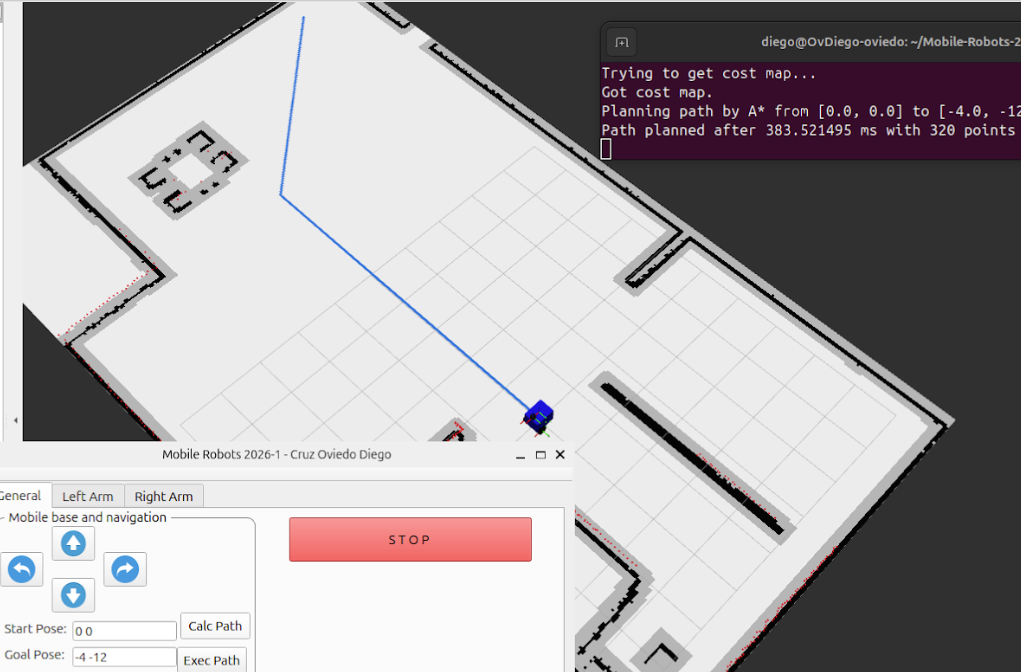 diego@OvDiego-oviedo: ~/Mobile-Robots-2
Trying to get cost map...
Got cost map.
Planning path by A* from [0.0, 0.0] to [-4.0, -12
Path planned after 383.521495 ms with 320 points
Mobile Robots 2026-1 - Cruz Oviedo Diego
General Left Arm Right Arm
Mobile base and navigation
STOP
Start Pose: 0 0 Calc Path
Goal Pose: -4 -12 Exec Path